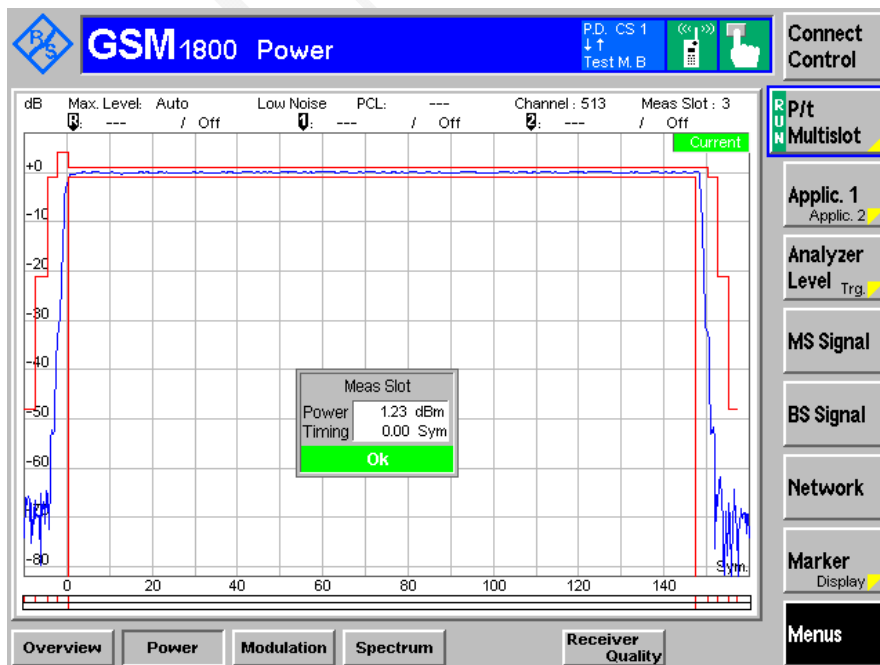 R&S
GSM 1800 Power
P.D. CS 1
Test M. B
Connect Control
dB Max. Level: Auto Low Noise PCL: --- Channel : 513 Meas Slot : 3
R: --- / Off 1: --- / Off 2: --- / Off
Current
RUN
P/t Multislot
+0
-10
-20
-30
-40
-50
-60
-70
-80
Applic. 1
Applic. 2
Analyzer Level
Trg.
MS Signal
BS Signal
Network
Marker
Display
Menus
Meas Slot
Power 1.23 dBm
Timing 0.00 Sym
Ok
Sym.
0 20 40 60 80 100 120 140
Overview Power Modulation Spectrum Receiver Quality